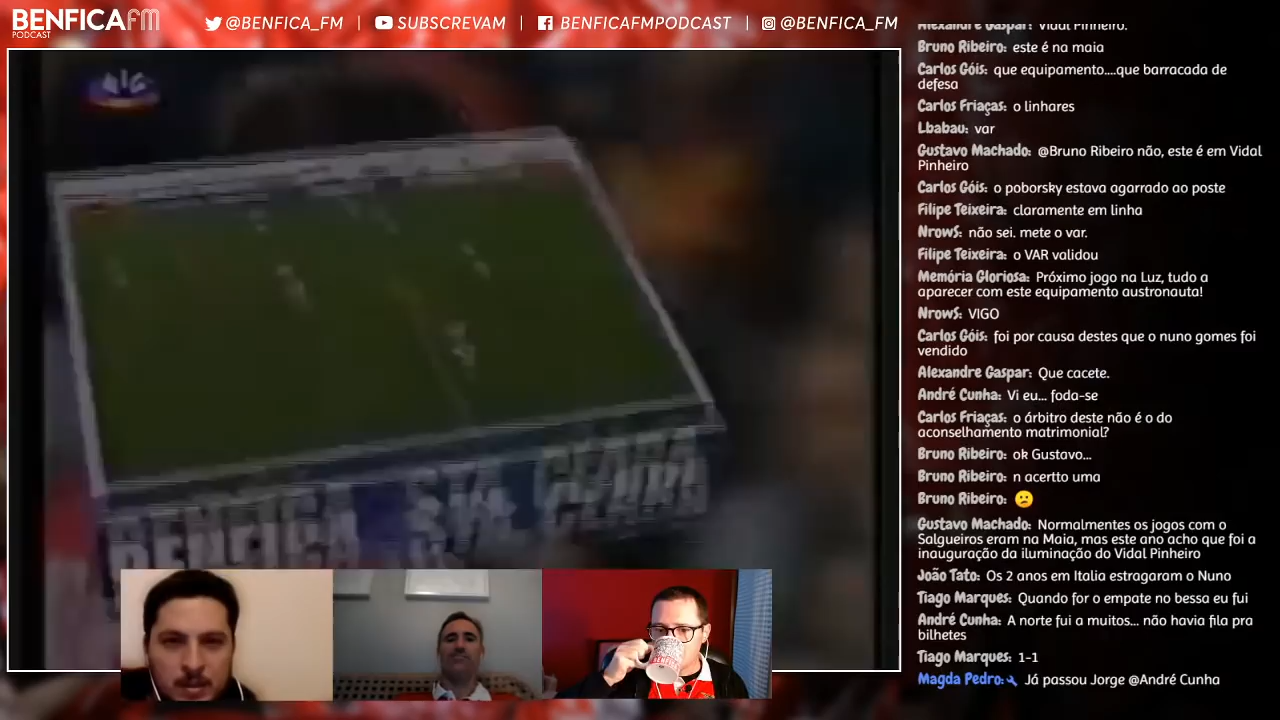 BENFICAFM
PODCAST
@BENFICA_FM | SUBSCREVAM | BENFICAFMPODCAST | @BENFICA_FM
Alexandre Gaspar: Vidal Pinheiro.
Bruno Ribeiro: este é na maia
Carlos Góis: que equipamento....que barracada de
defesa
Carlos Friaças: o linhares
Lbabau: var
Gustavo Machado: @Bruno Ribeiro não, este é em Vidal
Pinheiro
Carlos Góis: o poborsky estava agarrado ao poste
Filipe Teixeira: claramente em linha
NrowS: não sei. mete o var.
Filipe Teixeira: o VAR validou
Memória Gloriosa: Próximo jogo na Luz, tudo a
aparecer com este equipamento austronauta!
NrowS: VIGO
Carlos Góis: foi por causa destes que o nuno gomes foi
vendido
Alexandre Gaspar: Que cacete.
André Cunha: Vi eu... foda-se
Carlos Friaças: o árbitro deste não é o do
aconselhamento matrimonial?
Bruno Ribeiro: ok Gustavo...
Bruno Ribeiro: n acertto uma
Bruno Ribeiro: 😕
Gustavo Machado: Normalmentes os jogos com o
Salgueiros eram na Maia, mas este ano acho que foi a
inauguração da iluminação do Vidal Pinheiro
João Tato: Os 2 anos em Italia estragaram o Nuno
Tiago Marques: Quando for o empate no bessa eu fui
André Cunha: A norte fui a muitos... não havia fila pra
bilhetes
Tiago Marques: 1-1
Magda Pedro: Já passou Jorge @André Cunha
SIC
BENFICA STA. CLARA